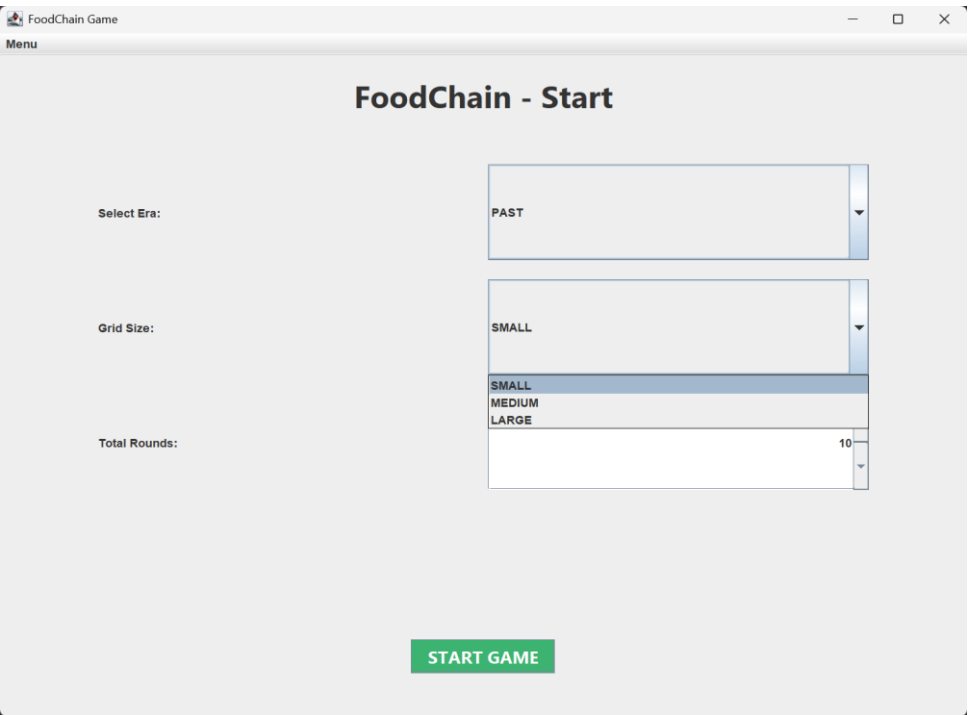 FoodChain Game
Menu
FoodChain - Start
Select Era:
PAST
Grid Size:
SMALL
SMALL
MEDIUM
LARGE
Total Rounds:
10
START GAME